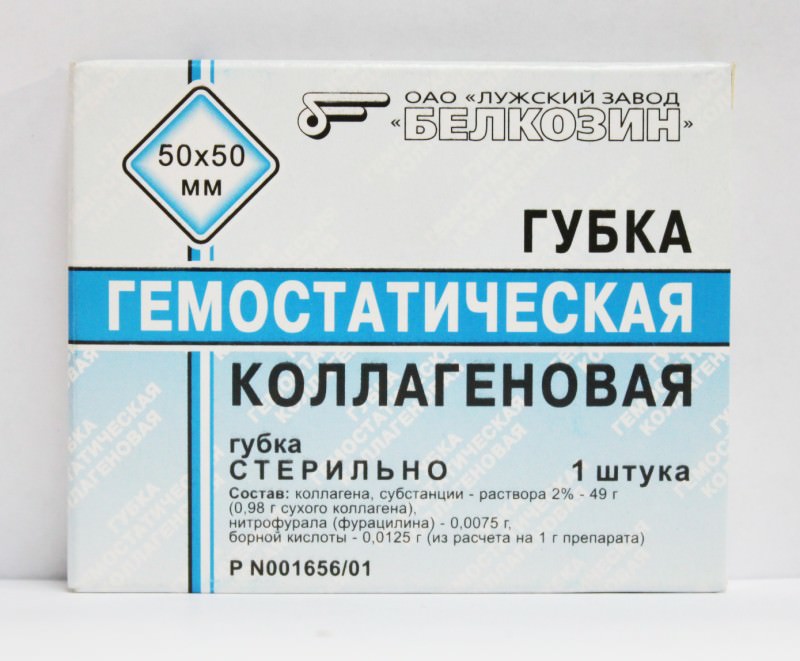 50х50
мм
ОАО «ЛУЖСКИЙ ЗАВОД
«БЕЛКОЗИН»
ГУБКА
ГЕМОСТАТИЧЕСКАЯ
КОЛЛАГЕНОВАЯ
губка
СТЕРИЛЬНО 1 штука
Состав: коллагена, субстанции - раствора 2% - 49 г
(0,98 г сухого коллагена),
нитрофурала (фурацилина) - 0,0075 г,
борной кислоты - 0,0125 г (из расчета на 1 г препарата)
Р N001656/01